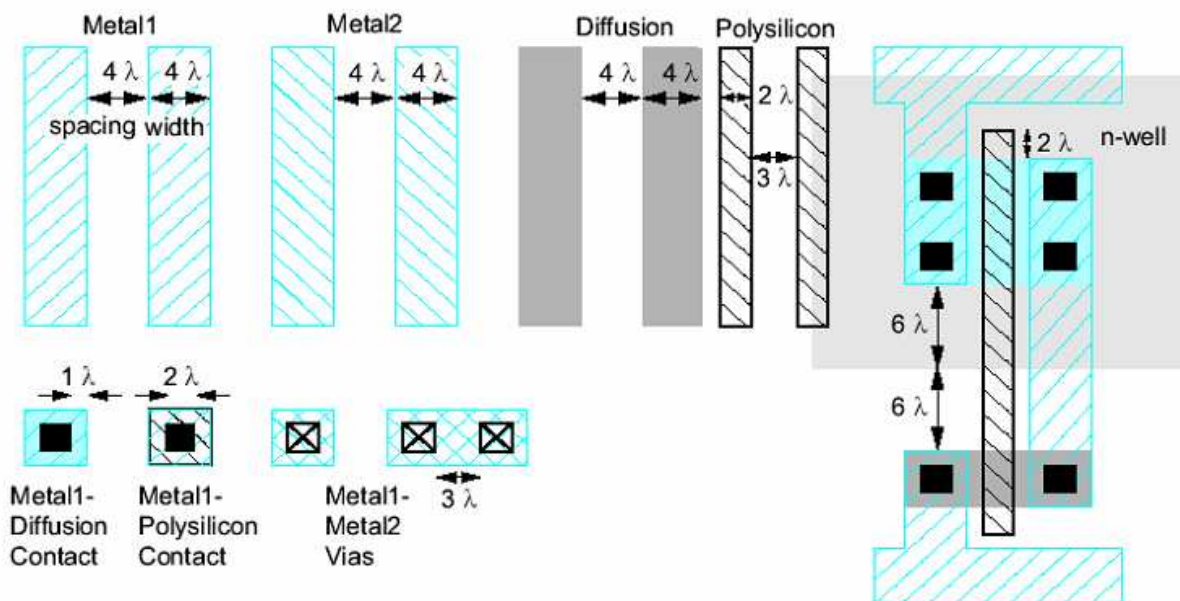 Metal1
Metal2
Diffusion
Polysilicon
4 λ
4 λ
4 λ
4 λ
4 λ
4 λ
2 λ
spacing width
3 λ
2 λ
n-well
6 λ
6 λ
1 λ
2 λ
3 λ
Metal1-
Diffusion
Contact
Metal1-
Polysilicon
Contact
Metal1-
Metal2
Vias